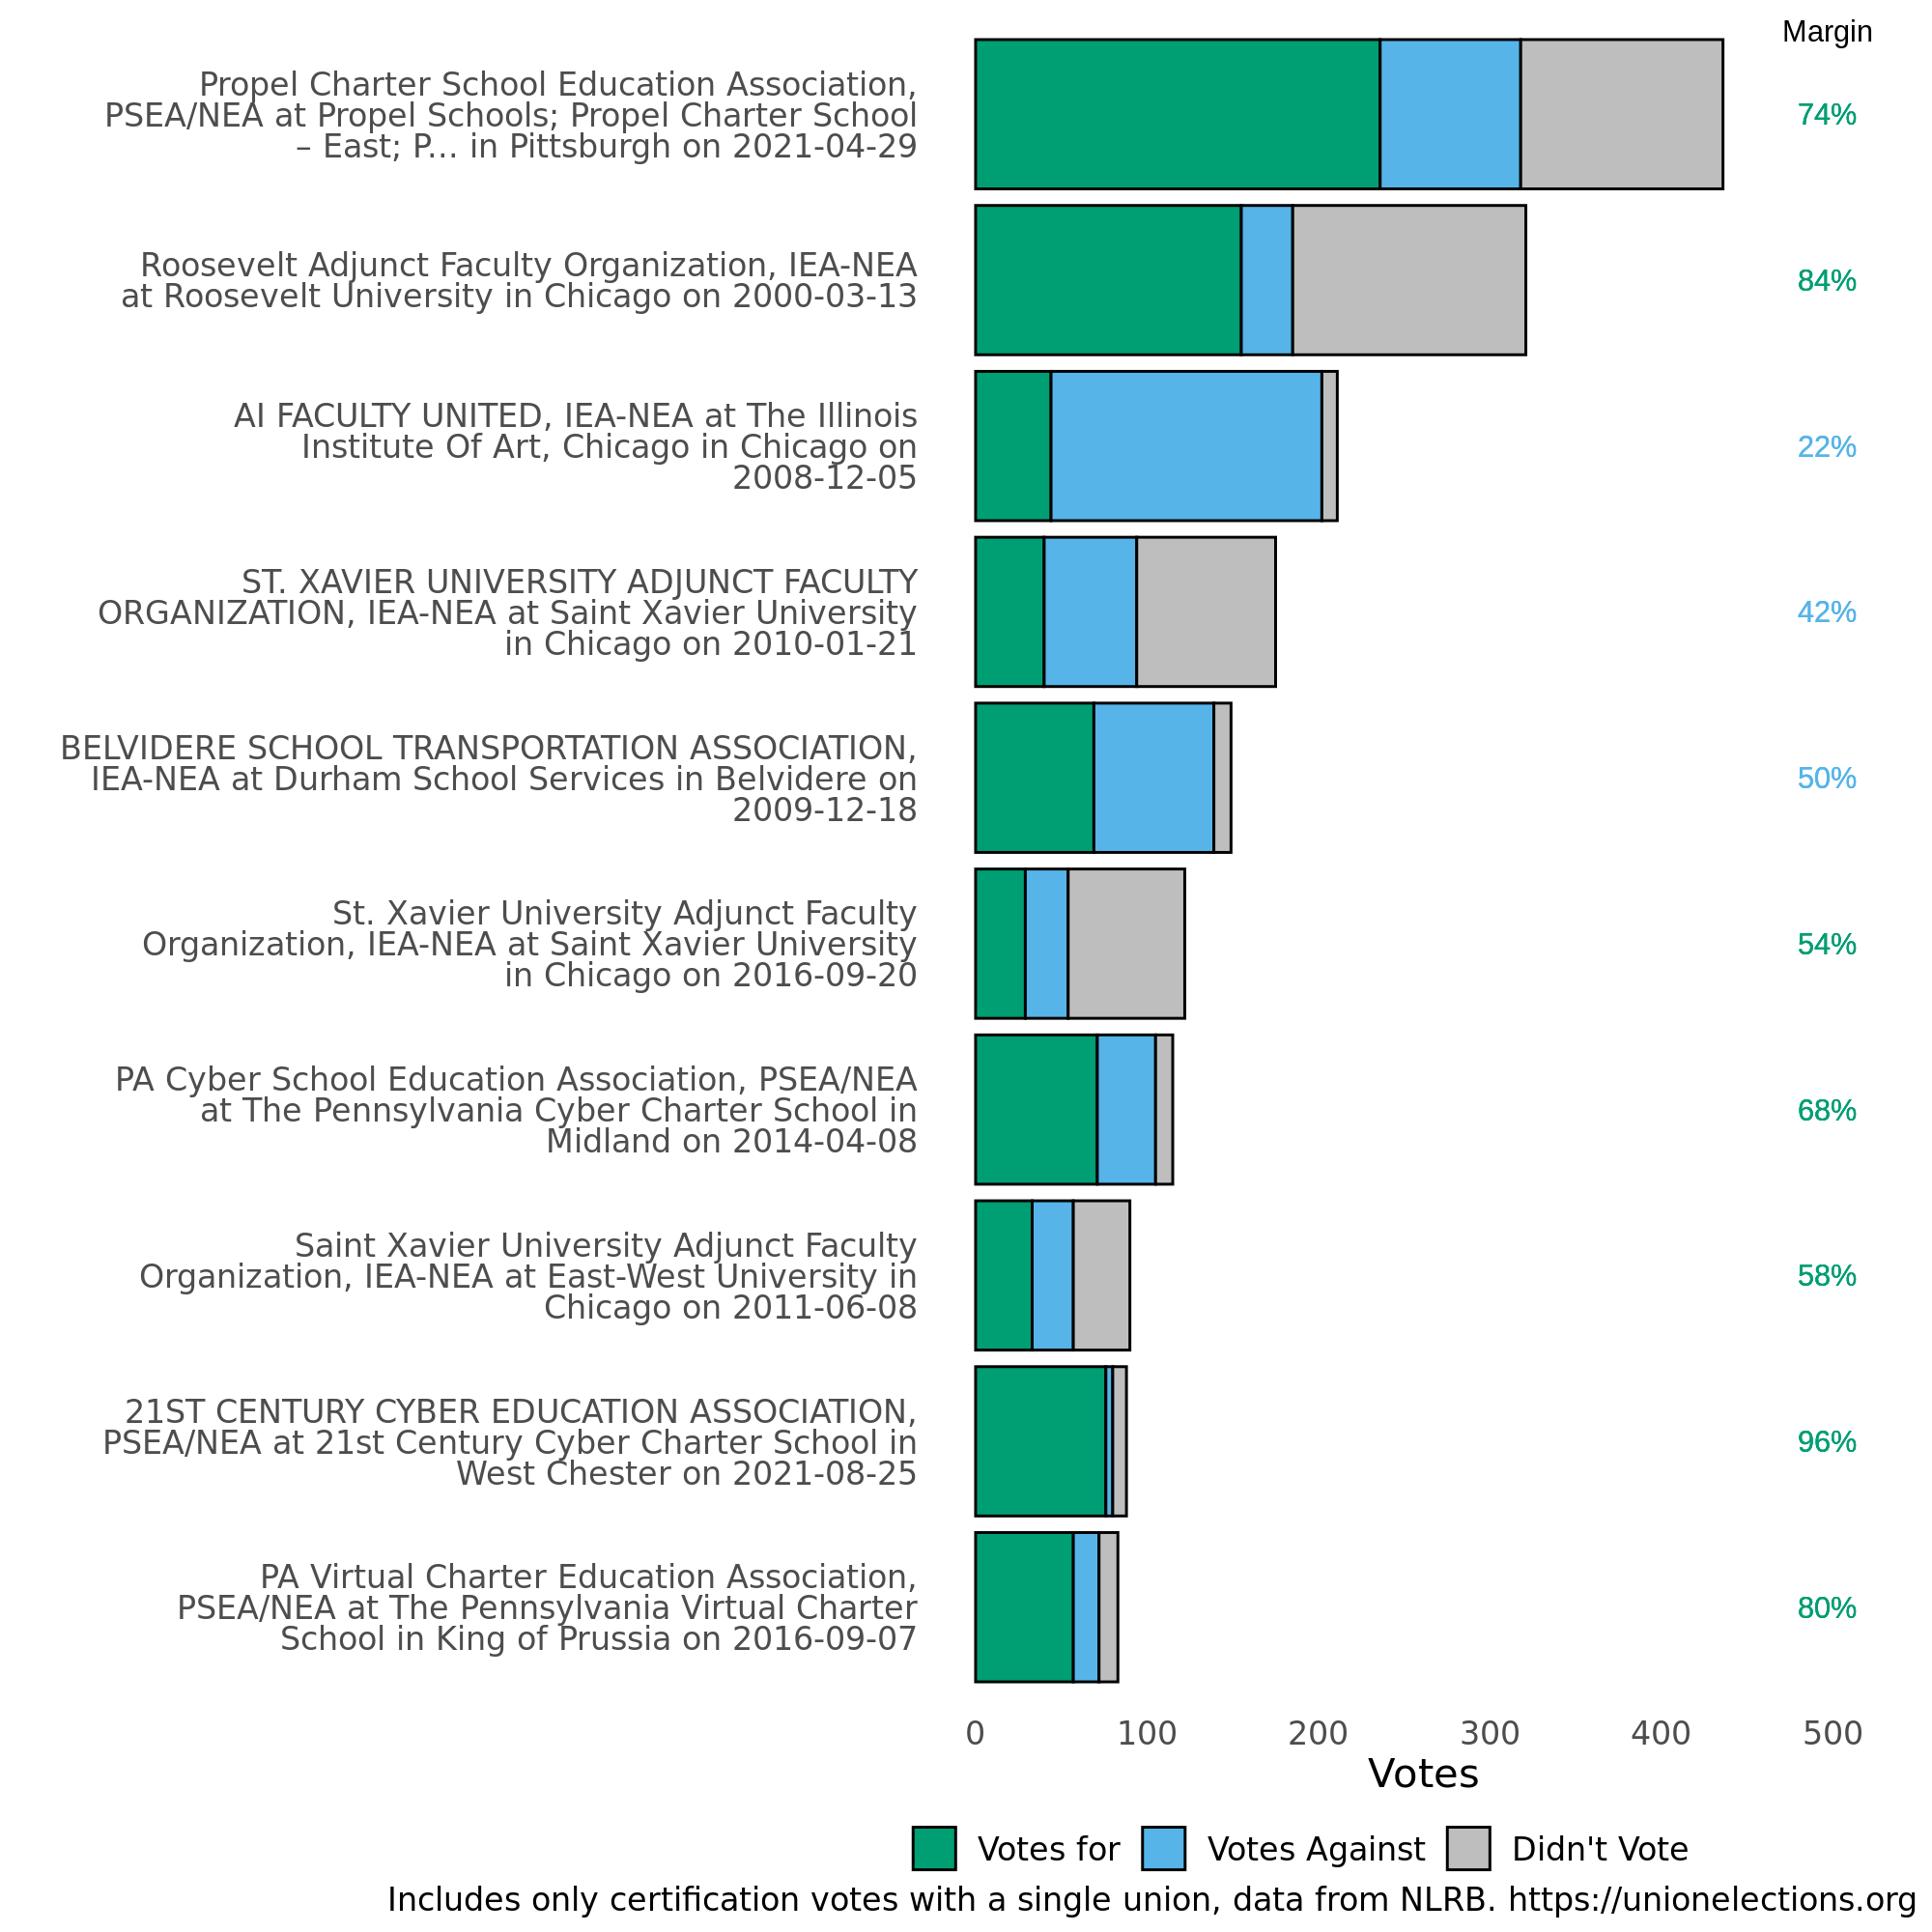 Margin
Propel Charter School Education Association,
PSEA/NEA at Propel Schools; Propel Charter School
– East; P... in Pittsburgh on 2021-04-29
74%
Roosevelt Adjunct Faculty Organization, IEA-NEA
at Roosevelt University in Chicago on 2000-03-13
84%
AI FACULTY UNITED, IEA-NEA at The Illinois
Institute Of Art, Chicago in Chicago on
2008-12-05
22%
ST. XAVIER UNIVERSITY ADJUNCT FACULTY
ORGANIZATION, IEA-NEA at Saint Xavier University
in Chicago on 2010-01-21
42%
BELVIDERE SCHOOL TRANSPORTATION ASSOCIATION,
IEA-NEA at Durham School Services in Belvidere on
2009-12-18
50%
St. Xavier University Adjunct Faculty
Organization, IEA-NEA at Saint Xavier University
in Chicago on 2016-09-20
54%
PA Cyber School Education Association, PSEA/NEA
at The Pennsylvania Cyber Charter School in
Midland on 2014-04-08
68%
Saint Xavier University Adjunct Faculty
Organization, IEA-NEA at East-West University in
Chicago on 2011-06-08
58%
21ST CENTURY CYBER EDUCATION ASSOCIATION,
PSEA/NEA at 21st Century Cyber Charter School in
West Chester on 2021-08-25
96%
PA Virtual Charter Education Association,
PSEA/NEA at The Pennsylvania Virtual Charter
School in King of Prussia on 2016-09-07
80%
0 100 200 300 400 500
Votes
Votes for Votes Against Didn't Vote
Includes only certification votes with a single union, data from NLRB. https://unionelections.org